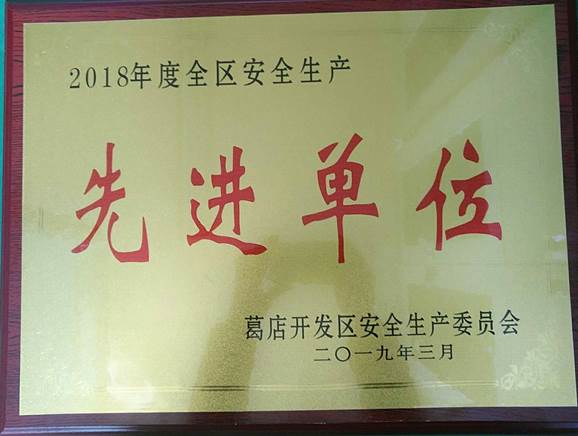 2018年度全区安全生产
先进单位
葛店开发区安全生产委员会
二〇一九年三月